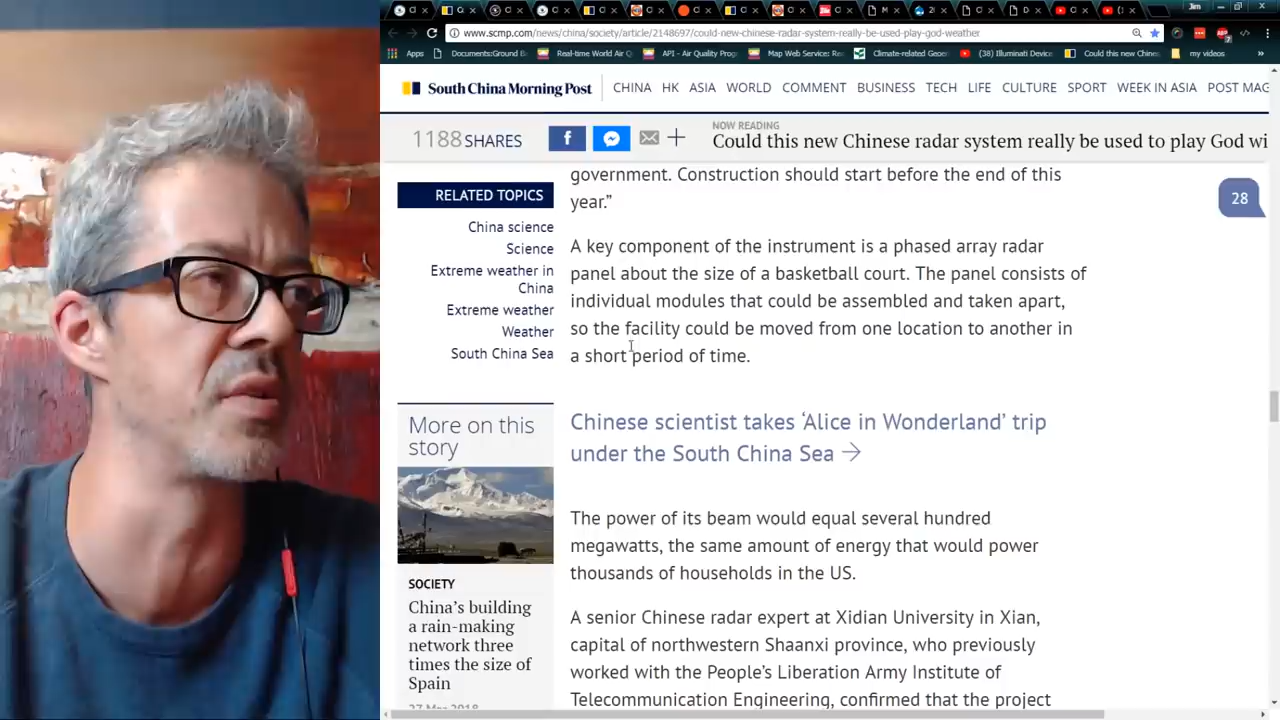 Jim
www.scmp.com/news/china/society/article/2148697/could-new-chinese-radar-system-really-be-used-play-god-weather
Apps Documents:Ground B Real-time World Air Q API - Air Quality Progr Map Web Service: Re Climate-related Geoe (38) Illuminati Device Could this new Chine my videos
South China Morning Post CHINA HK ASIA WORLD COMMENT BUSINESS TECH LIFE CULTURE SPORT WEEK IN ASIA POST MAG
1188 SHARES
NOW READING
Could this new Chinese radar system really be used to play God wi
28
government. Construction should start before the end of this
year.”
A key component of the instrument is a phased array radar
panel about the size of a basketball court. The panel consists of
individual modules that could be assembled and taken apart,
so the facility could be moved from one location to another in
a short period of time.
Chinese scientist takes ‘Alice in Wonderland’ trip
under the South China Sea →
The power of its beam would equal several hundred
megawatts, the same amount of energy that would power
thousands of households in the US.
A senior Chinese radar expert at Xidian University in Xian,
capital of northwestern Shaanxi province, who previously
worked with the People’s Liberation Army Institute of
Telecommunication Engineering, confirmed that the project
RELATED TOPICS
China science
Science
Extreme weather in
China
Extreme weather
Weather
South China Sea
More on this
story
SOCIETY
China’s building
a rain-making
network three
times the size of
Spain
27 Mar 2018